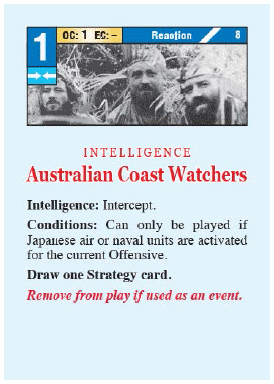 1 OC: 1 EC: – Reaction 8
INTELLIGENCE
Australian Coast Watchers
Intelligence: Intercept.
Conditions: Can only be played if
Japanese air or naval units are activated
for the current Offensive.
Draw one Strategy card.
Remove from play if used as an event.